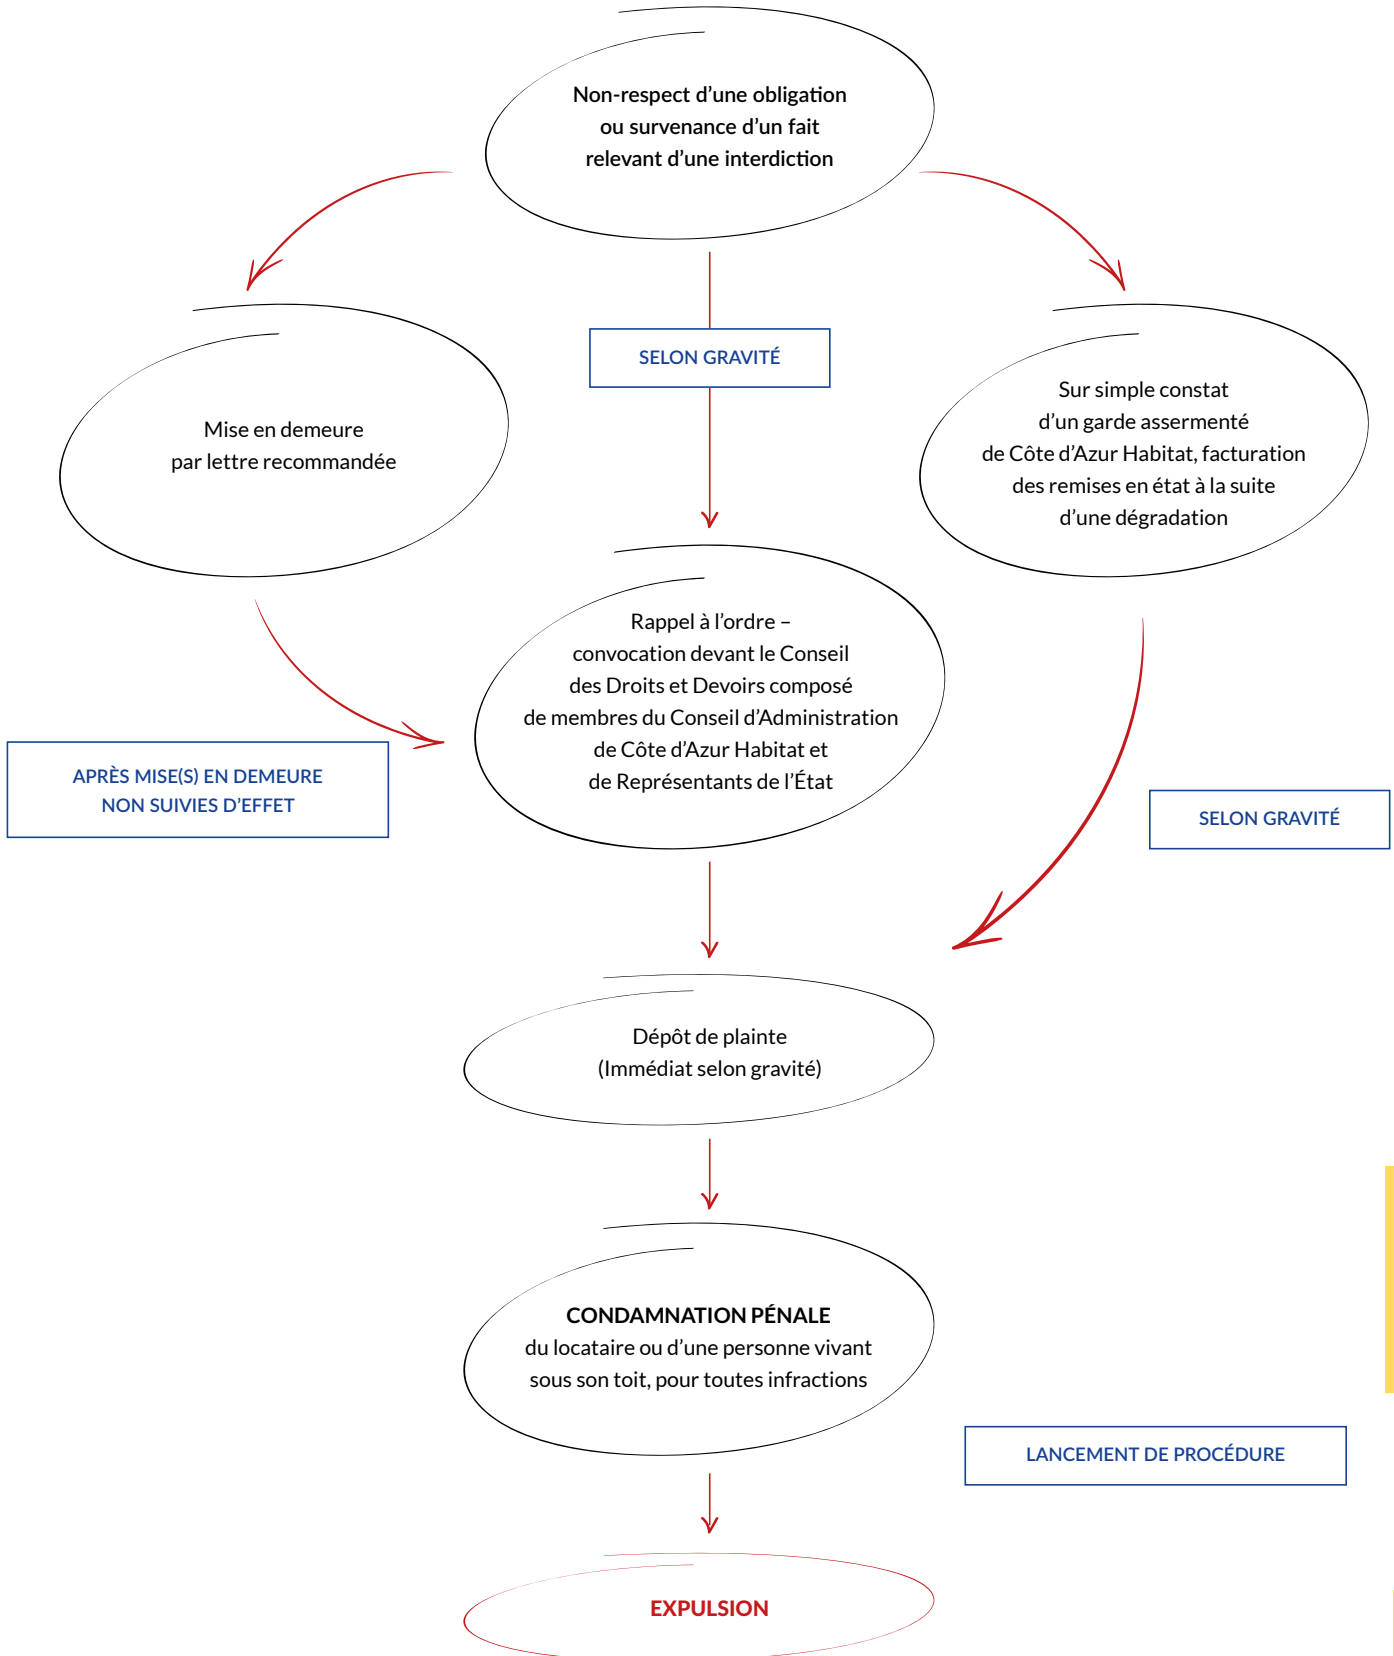 Non-respect d’une obligation
ou survenance d’un fait
relevant d’une interdiction
SELON GRAVITÉ
Mise en demeure
par lettre recommandée
Sur simple constat
d’un garde assermenté
de Côte d’Azur Habitat, facturation
des remises en état à la suite
d’une dégradation
Rappel à l’ordre –
convocation devant le Conseil
des Droits et Devoirs composé
de membres du Conseil d’Administration
de Côte d’Azur Habitat et
de Représentants de l’État
APRÈS MISE(S) EN DEMEURE
NON SUIVIES D’EFFET
SELON GRAVITÉ
Dépôt de plainte
(Immédiat selon gravité)
CONDAMNATION PÉNALE
du locataire ou d’une personne vivant
sous son toit, pour toutes infractions
LANCEMENT DE PROCÉDURE
EXPULSION